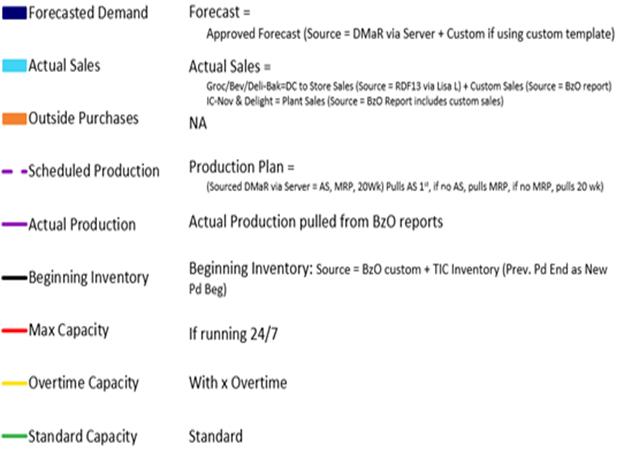 Forecasted Demand
Forecast =
Approved Forecast (Source = DMaR via Server + Custom if using custom template)
Actual Sales
Actual Sales =
Groc/Bev/Deli-Bak=DC to Store Sales (Source = RDF13 via Lisa L) + Custom Sales (Source = BzO report)
IC-Nov & Delight = Plant Sales (Source = BzO Report includes custom sales)
Outside Purchases
NA
Scheduled Production
Production Plan =
(Sourced DMaR via Server = AS, MRP, 20Wk) Pulls AS 1st, if no AS, pulls MRP, if no MRP, pulls 20 wk)
Actual Production
Actual Production pulled from BzO reports
Beginning Inventory
Beginning Inventory: Source = BzO custom + TIC Inventory (Prev. Pd End as New
Pd Beg)
Max Capacity
If running 24/7
Overtime Capacity
With x Overtime
Standard Capacity
Standard